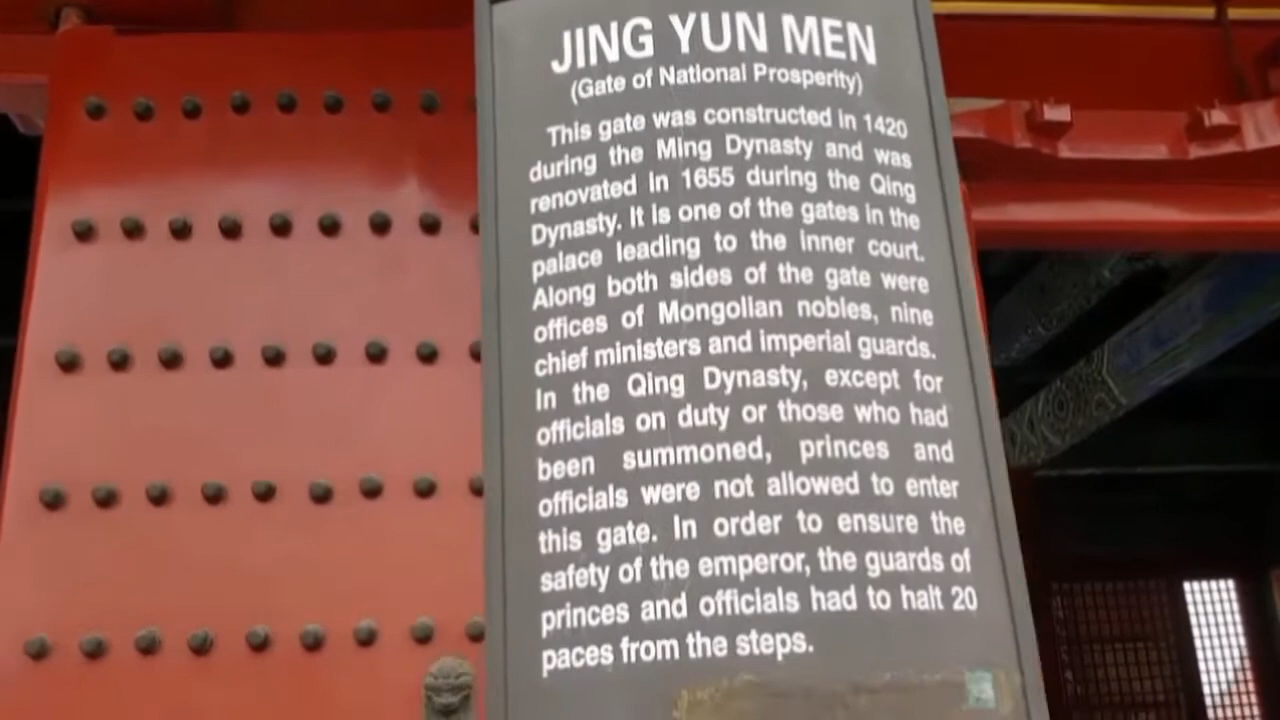 JING YUN MEN
(Gate of National Prosperity)
This gate was constructed in 1420
during the Ming Dynasty and was
renovated in 1655 during the Qing
Dynasty. It is one of the gates in the
palace leading to the inner court.
Along both sides of the gate were
offices of Mongolian nobles, nine
chief ministers and imperial guards.
In the Qing Dynasty, except for
officials on duty or those who had
been summoned, princes and
officials were not allowed to enter
this gate. In order to ensure the
safety of the emperor, the guards of
princes and officials had to halt 20
paces from the steps.